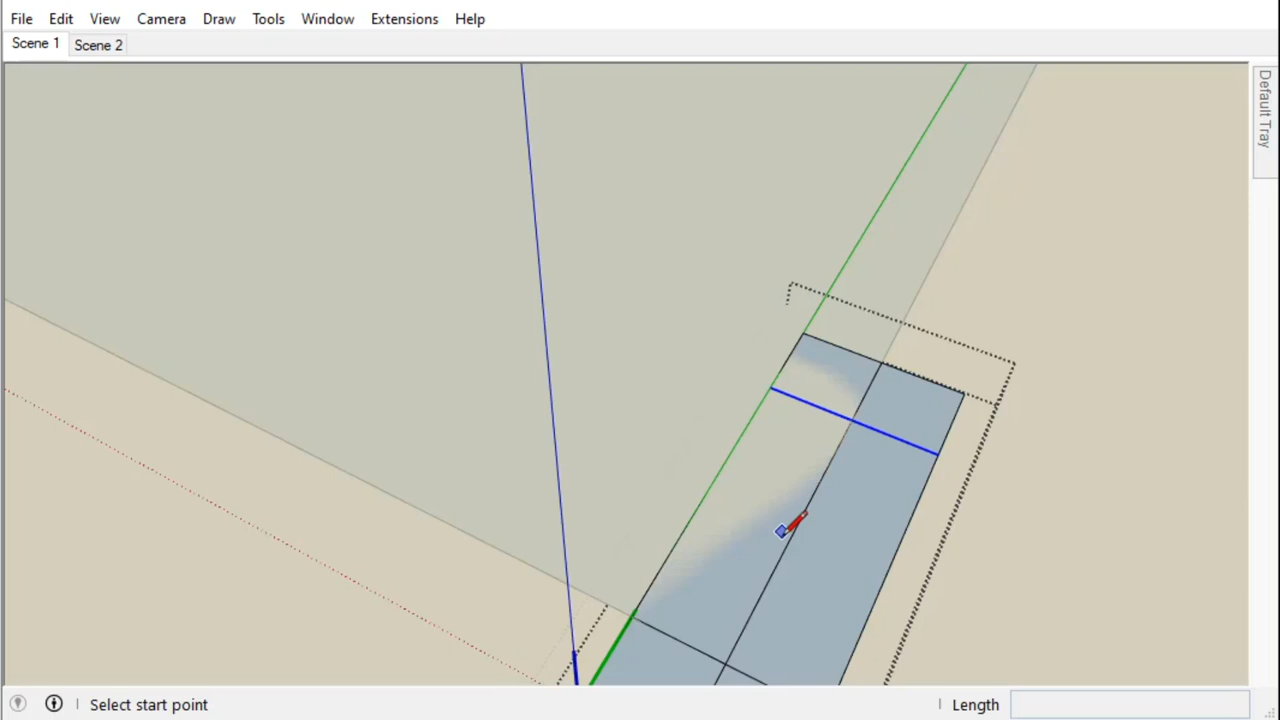 File Edit View Camera Draw Tools Window Extensions Help
Scene 1 Scene 2
Default Tray
Select start point
Length